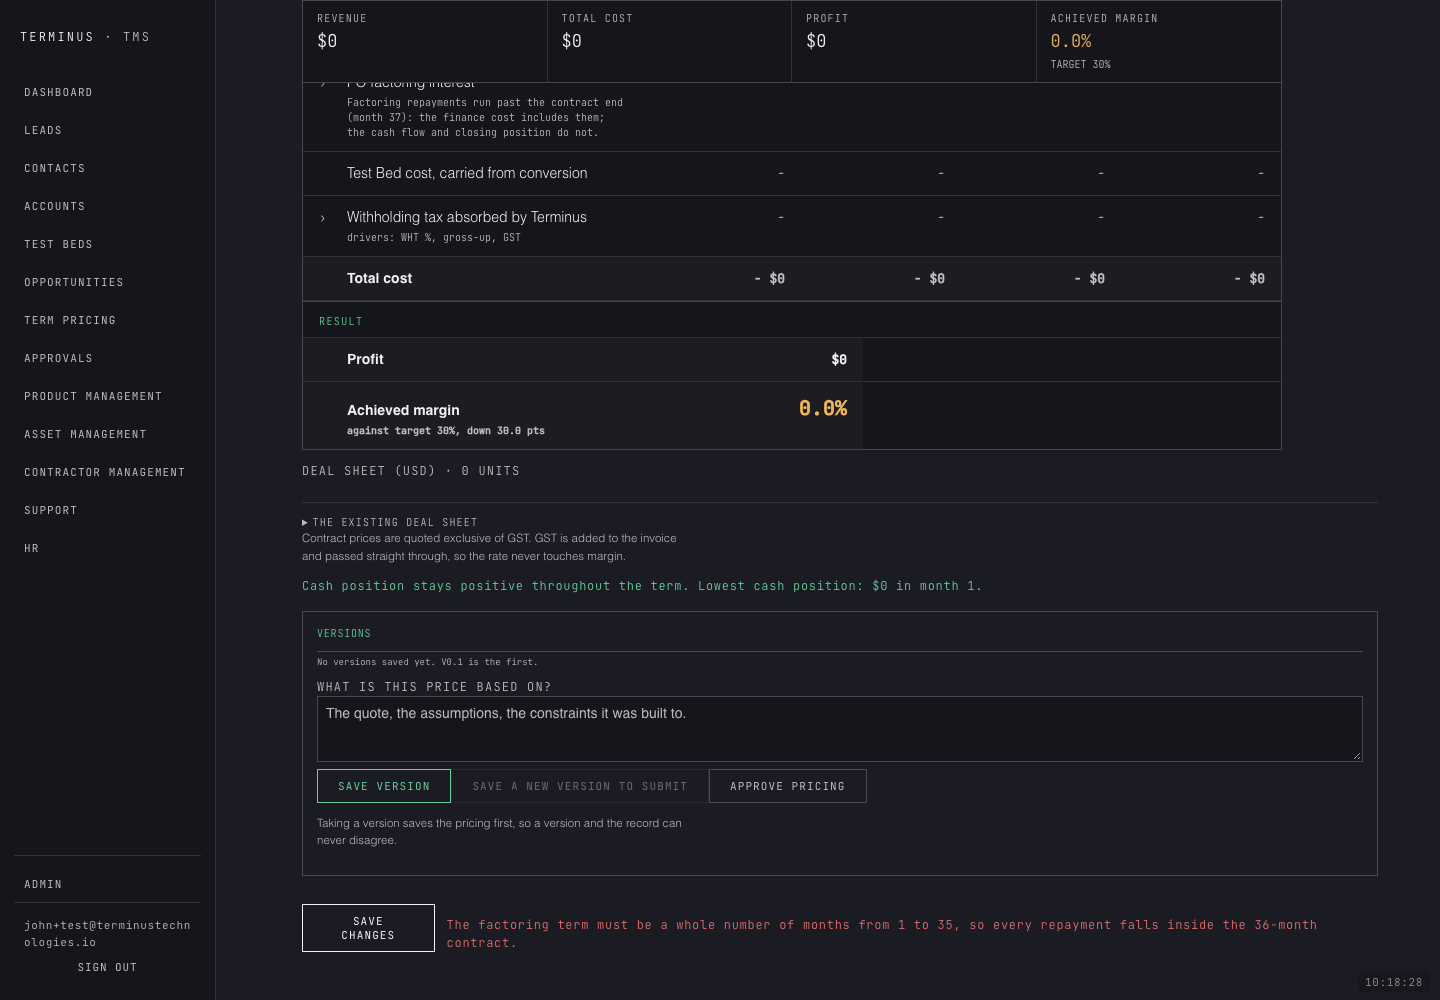 TERMINUS · TMS
DASHBOARD
LEADS
CONTACTS
ACCOUNTS
TEST BEDS
OPPORTUNITIES
TERM PRICING
APPROVALS
PRODUCT MANAGEMENT
ASSET MANAGEMENT
CONTRACTOR MANAGEMENT
SUPPORT
HR
ADMIN
john+test@terminustechn
ologies.io
SIGN OUT
REVENUE
$0
TOTAL COST
$0
PROFIT
$0
ACHIEVED MARGIN
0.0%
TARGET 30%
› PO factoring interest
Factoring repayments run past the contract end
(month 37): the finance cost includes them;
the cash flow and closing position do not.
Test Bed cost, carried from conversion - - - -
› Withholding tax absorbed by Terminus - - - -
drivers: WHT %, gross-up, GST
Total cost - $0 - $0 - $0 - $0
RESULT
Profit $0
Achieved margin 0.0%
against target 30%, down 30.0 pts
DEAL SHEET (USD) · 0 UNITS
▸ THE EXISTING DEAL SHEET
Contract prices are quoted exclusive of GST. GST is added to the invoice
and passed straight through, so the rate never touches margin.
Cash position stays positive throughout the term. Lowest cash position: $0 in month 1.
VERSIONS
No versions saved yet. V0.1 is the first.
WHAT IS THIS PRICE BASED ON?
The quote, the assumptions, the constraints it was built to.
SAVE VERSION SAVE A NEW VERSION TO SUBMIT APPROVE PRICING
Taking a version saves the pricing first, so a version and the record can
never disagree.
SAVE
CHANGES
The factoring term must be a whole number of months from 1 to 35, so every repayment falls inside the 36-month
contract.
10:18:28